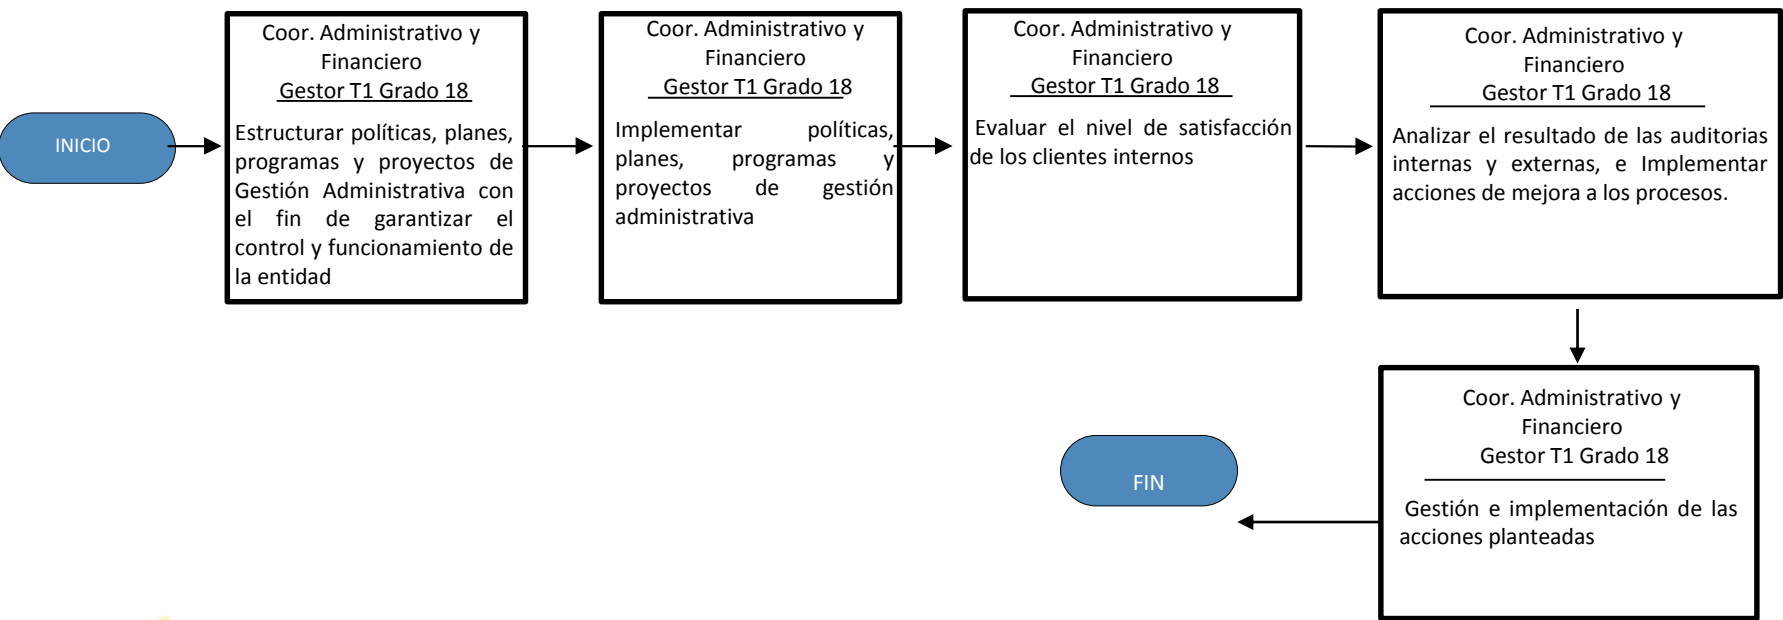 INICIO
Coor. Administrativo y
Financiero
Gestor T1 Grado 18
Estructurar políticas, planes,
programas y proyectos de
Gestión Administrativa con
el fin de garantizar el
control y funcionamiento de
la entidad
Coor. Administrativo y
Financiero
Gestor T1 Grado 18
Implementar políticas,
planes, programas y
proyectos de gestión
administrativa
Coor. Administrativo y
Financiero
Gestor T1 Grado 18
Evaluar el nivel de satisfacción
de los clientes internos
Coor. Administrativo y
Financiero
Gestor T1 Grado 18
Analizar el resultado de las auditorias
internas y externas, e Implementar
acciones de mejora a los procesos.
Coor. Administrativo y
Financiero
Gestor T1 Grado 18
Gestión e implementación de las
acciones planteadas
FIN